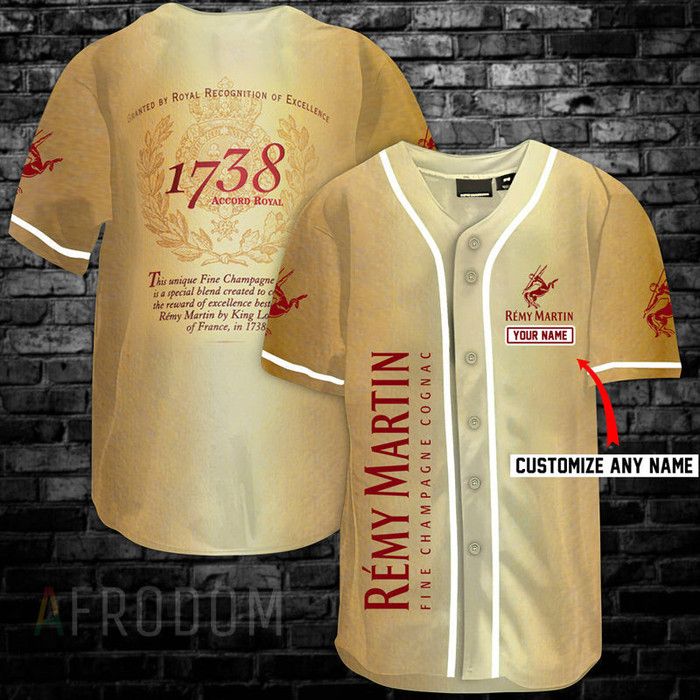 GRANTED BY ROYAL RECOGNITION OF EXCELLENCE
1738
ACCORD ROYAL
This unique Fine Champagne
is a special blend created to
the reward of excellence
Rémy Martin by King
of France, in 1738
RÉMY MARTIN
FINE CHAMPAGNE COGNAC
RÉMY MARTIN
YOUR NAME
CUSTOMIZE ANY NAME
AFRODOM